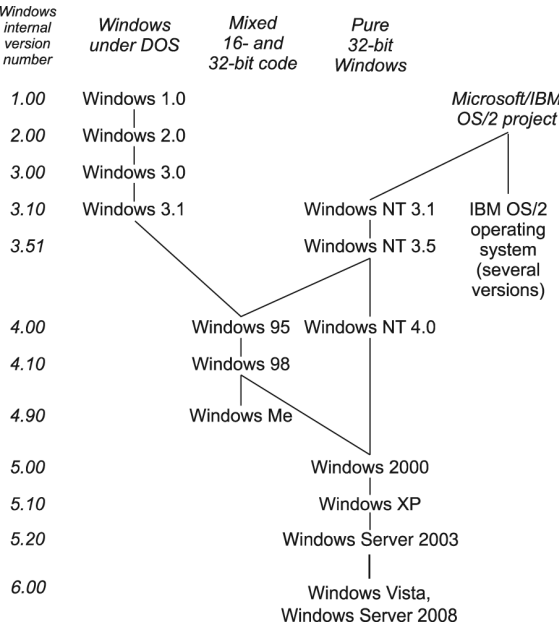 Windows
internal
version
number
Windows
under DOS
Mixed
16- and
32-bit code
Pure
32-bit
Windows
1.00 Windows 1.0 Microsoft/IBM
OS/2 project
2.00 Windows 2.0
3.00 Windows 3.0
3.10 Windows 3.1 Windows NT 3.1 IBM OS/2
operating
system
(several
versions)
3.51 Windows NT 3.5
4.00 Windows 95 Windows NT 4.0
4.10 Windows 98
4.90 Windows Me
5.00 Windows 2000
5.10 Windows XP
5.20 Windows Server 2003
6.00 Windows Vista,
Windows Server 2008